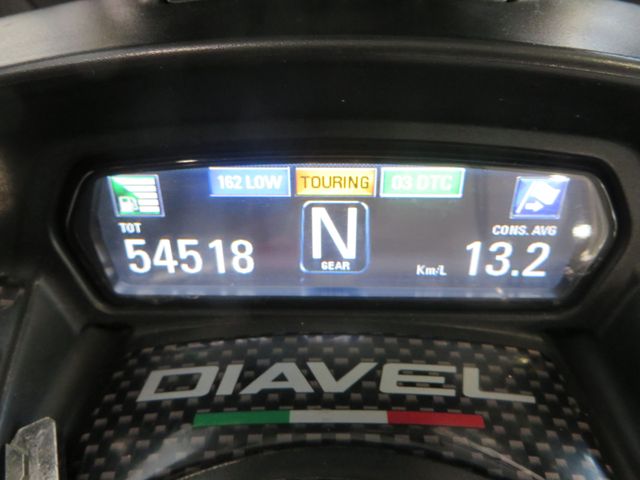 162 LOW TOURING 03 DTC
TOT
54518
N
GEAR
CONS. AVG
Km/L 13.2
DIAVEL